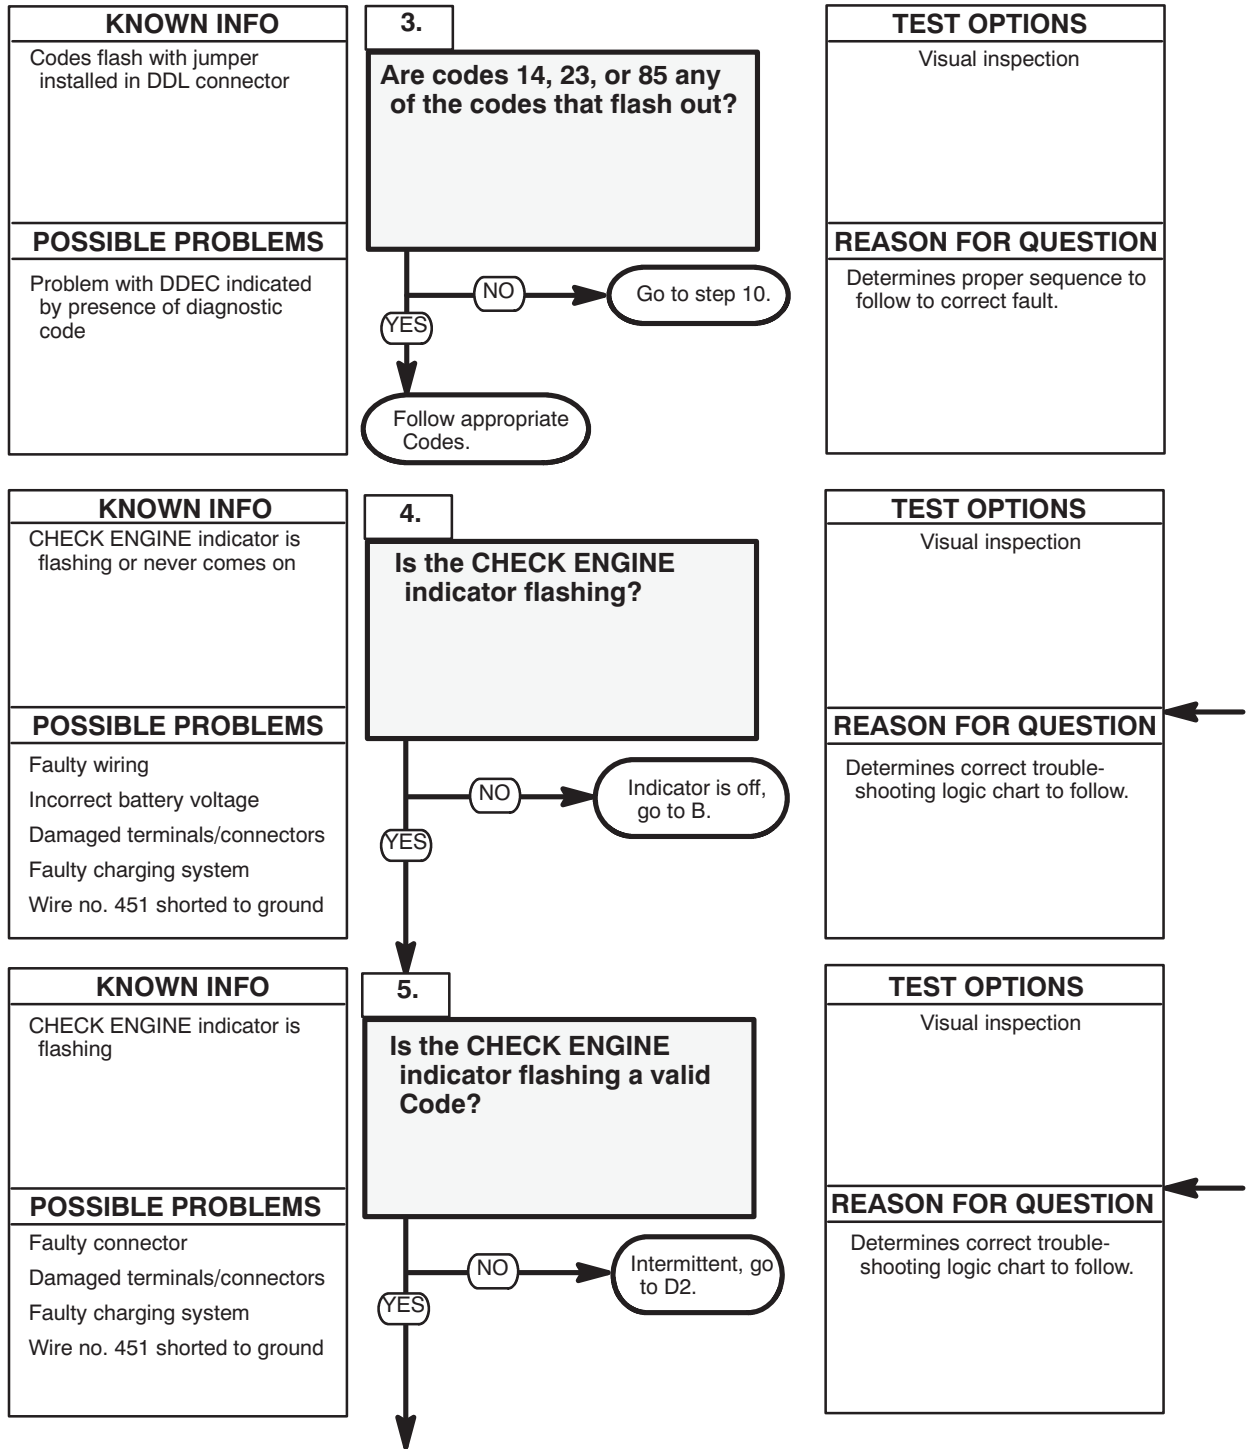 KNOWN INFO
Codes flash with jumper
installed in DDL connector
POSSIBLE PROBLEMS
Problem with DDEC indicated
by presence of diagnostic
code
3.
Are codes 14, 23, or 85 any
of the codes that flash out?
NO
Go to step 10.
YES
Follow appropriate
Codes.
TEST OPTIONS
Visual inspection
REASON FOR QUESTION
Determines proper sequence to
follow to correct fault.
KNOWN INFO
CHECK ENGINE indicator is
flashing or never comes on
POSSIBLE PROBLEMS
Faulty wiring
Incorrect battery voltage
Damaged terminals/connectors
Faulty charging system
Wire no. 451 shorted to ground
4.
Is the CHECK ENGINE
indicator flashing?
NO
Indicator is off,
go to B.
YES
TEST OPTIONS
Visual inspection
REASON FOR QUESTION
Determines correct trouble-
shooting logic chart to follow.
KNOWN INFO
CHECK ENGINE indicator is
flashing
POSSIBLE PROBLEMS
Faulty connector
Damaged terminals/connectors
Faulty charging system
Wire no. 451 shorted to ground
5.
Is the CHECK ENGINE
indicator flashing a valid
Code?
NO
Intermittent, go
to D2.
YES
TEST OPTIONS
Visual inspection
REASON FOR QUESTION
Determines correct trouble-
shooting logic chart to follow.